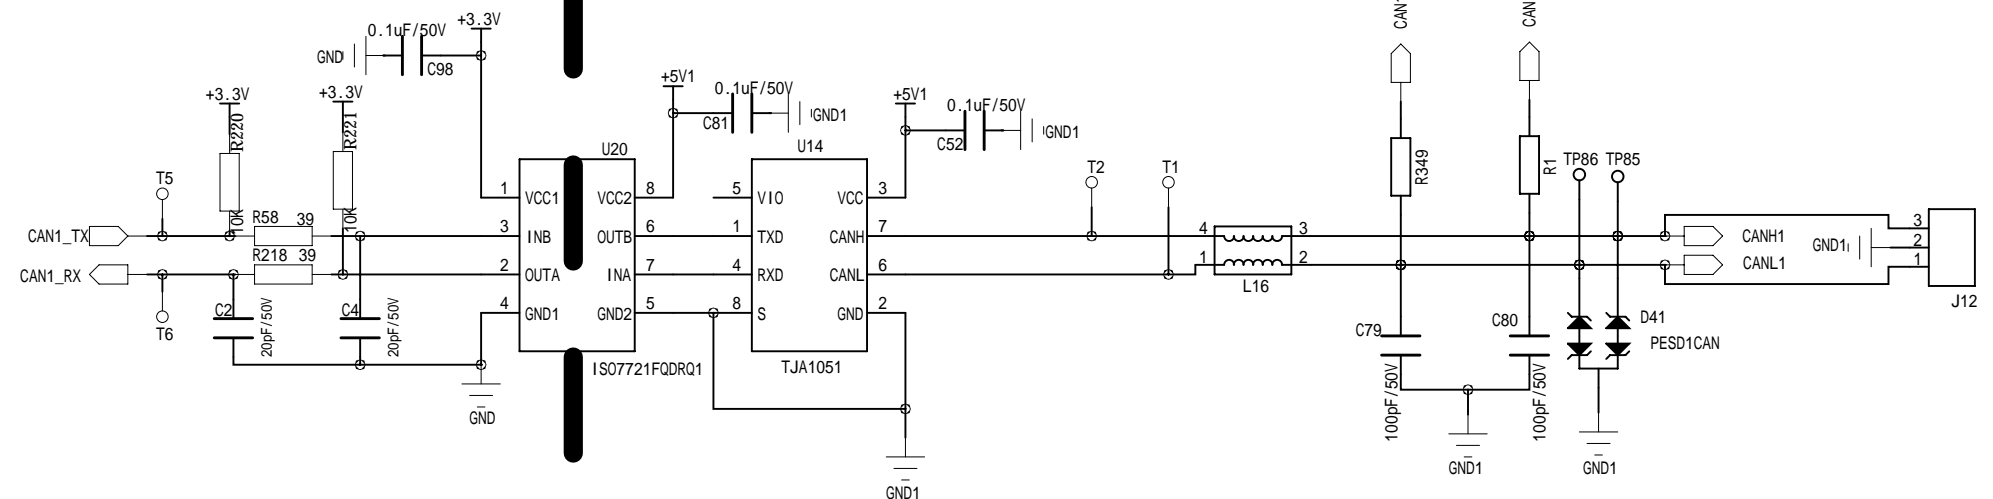 +3.3V
0.1uF/50V
GND
C98
+3.3V
R220
10K
+3.3V
R221
10K
T5
CAN1_TX
R58 39
CAN1_RX
R218 39
T6
C2
20pF/50V
C4
20pF/50V
GND
U20
1 VCC1
3 INB
2 OUTA
4 GND1
VCC2 8
OUTB 6
INA 7
GND2 5
ISO7721FQDRQ1
+5V1
0.1uF/50V
C81
GND1
U14
5 VIO
1 TXD
4 RXD
8 S
VCC 3
CANH 7
CANL 6
GND 2
TJA1051
+5V1
0.1uF/50V
C52
GND1
GND1
T2
T1
4 3
1 2
L16
CAN
R349
CAN
R1
TP86
TP85
C79
100pF/50V
C80
100pF/50V
GND1
D41
PESD1CAN
GND1
CANH1
CANL1
GND1
3
2
1
J12